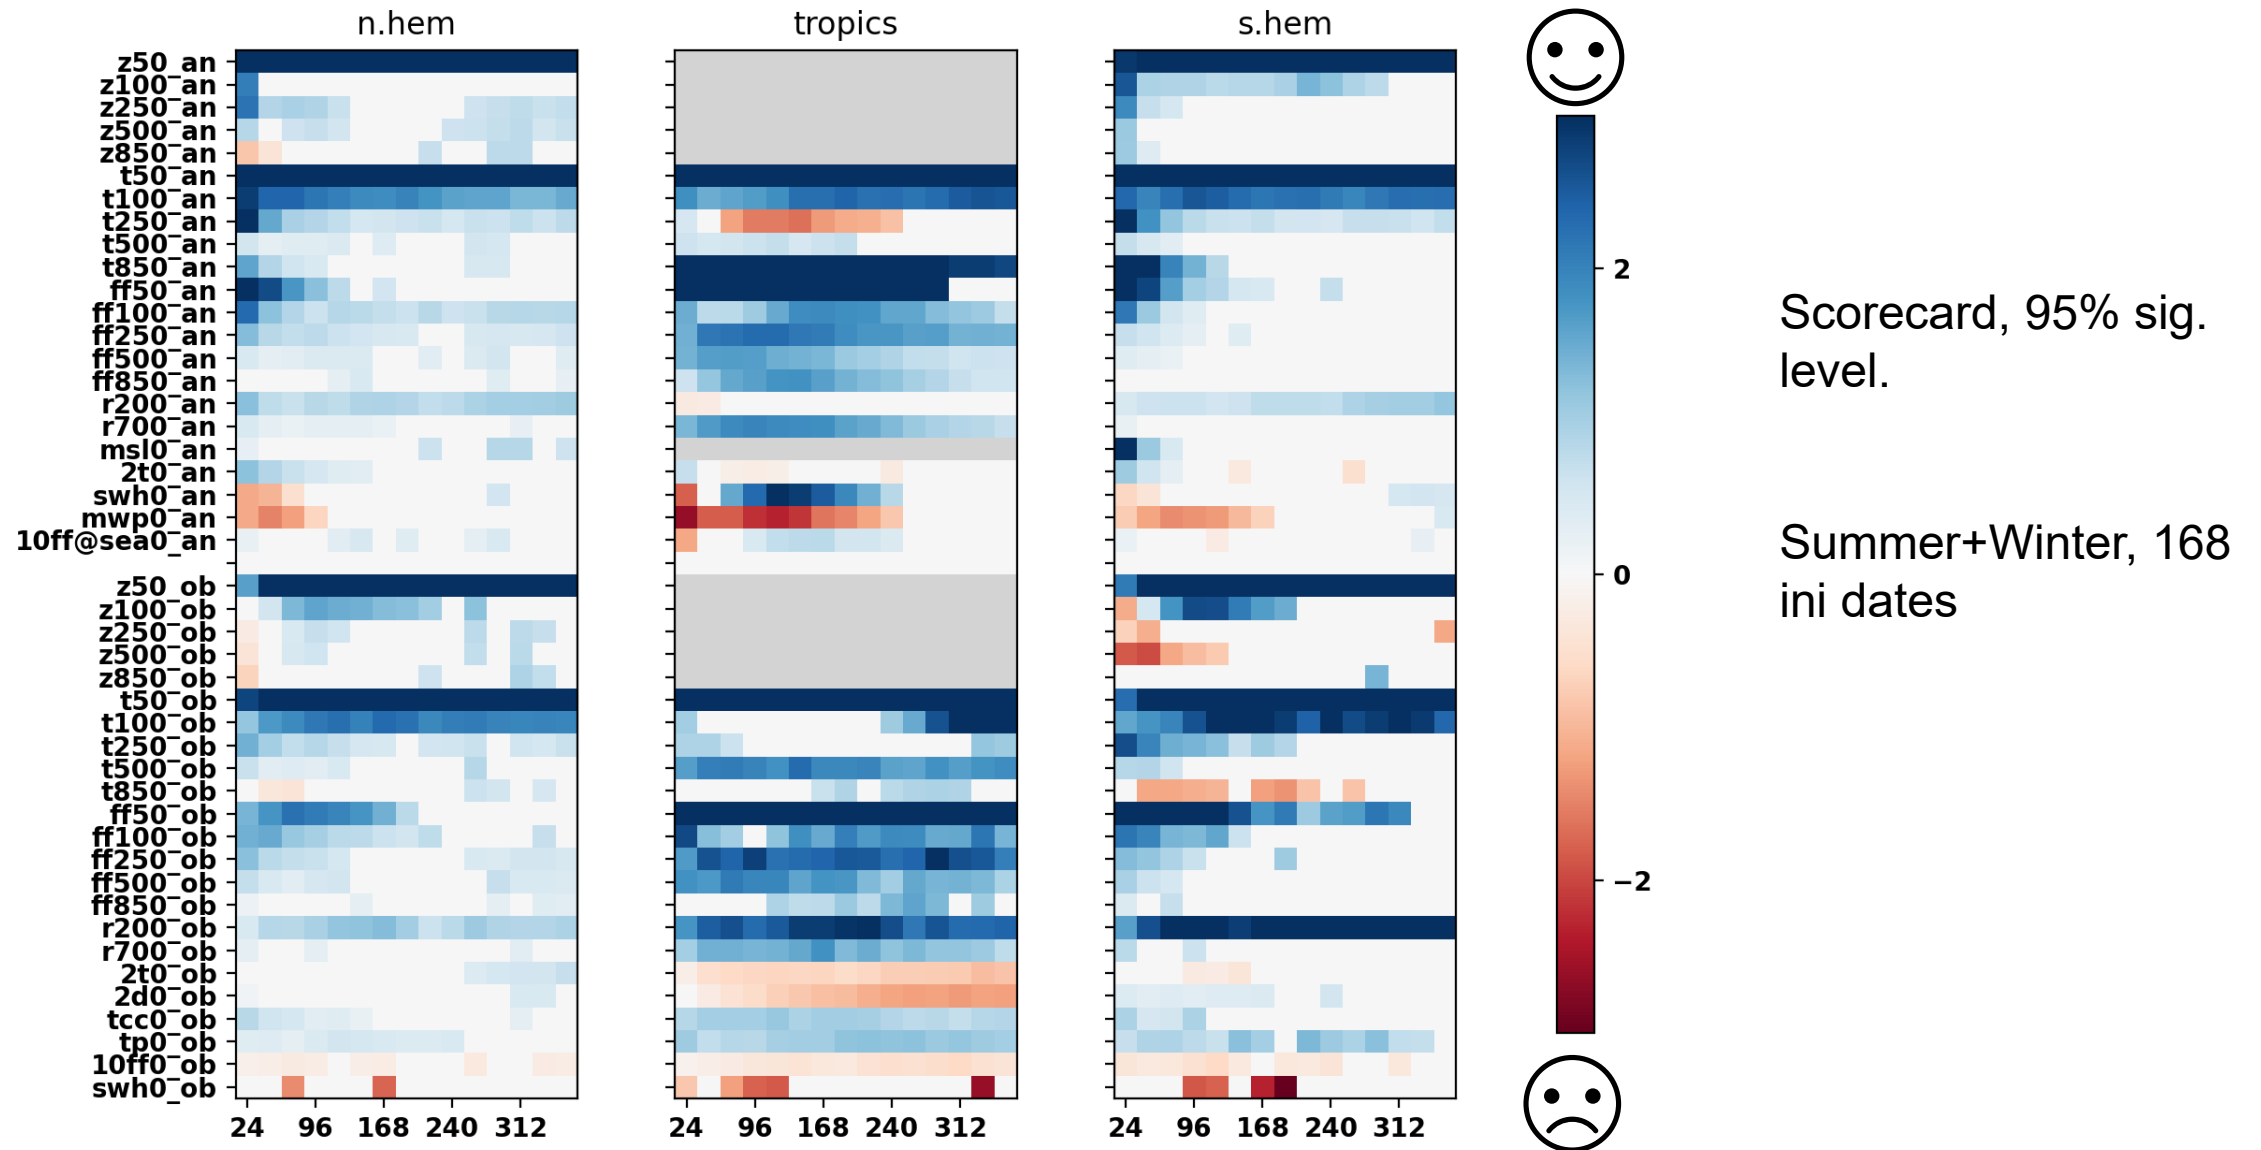 n.hem
tropics
s.hem
z50_an
z100_an
z250_an
z500_an
z850_an
t50_an
t100_an
t250_an
t500_an
t850_an
ff50_an
ff100_an
ff250_an
ff500_an
ff850_an
r200_an
r700_an
msl0_an
2t0_an
swh0_an
mwp0_an
10ff@sea0_an
z50_ob
z100_ob
z250_ob
z500_ob
z850_ob
t50_ob
t100_ob
t250_ob
t500_ob
t850_ob
ff50_ob
ff100_ob
ff250_ob
ff500_ob
ff850_ob
r200_ob
r700_ob
2t0_ob
2d0_ob
tcc0_ob
tp0_ob
10ff0_ob
swh0_ob
24 96 168 240 312
24 96 168 240 312
24 96 168 240 312
2
0
−2
Scorecard, 95% sig.
level.
Summer+Winter, 168
ini dates